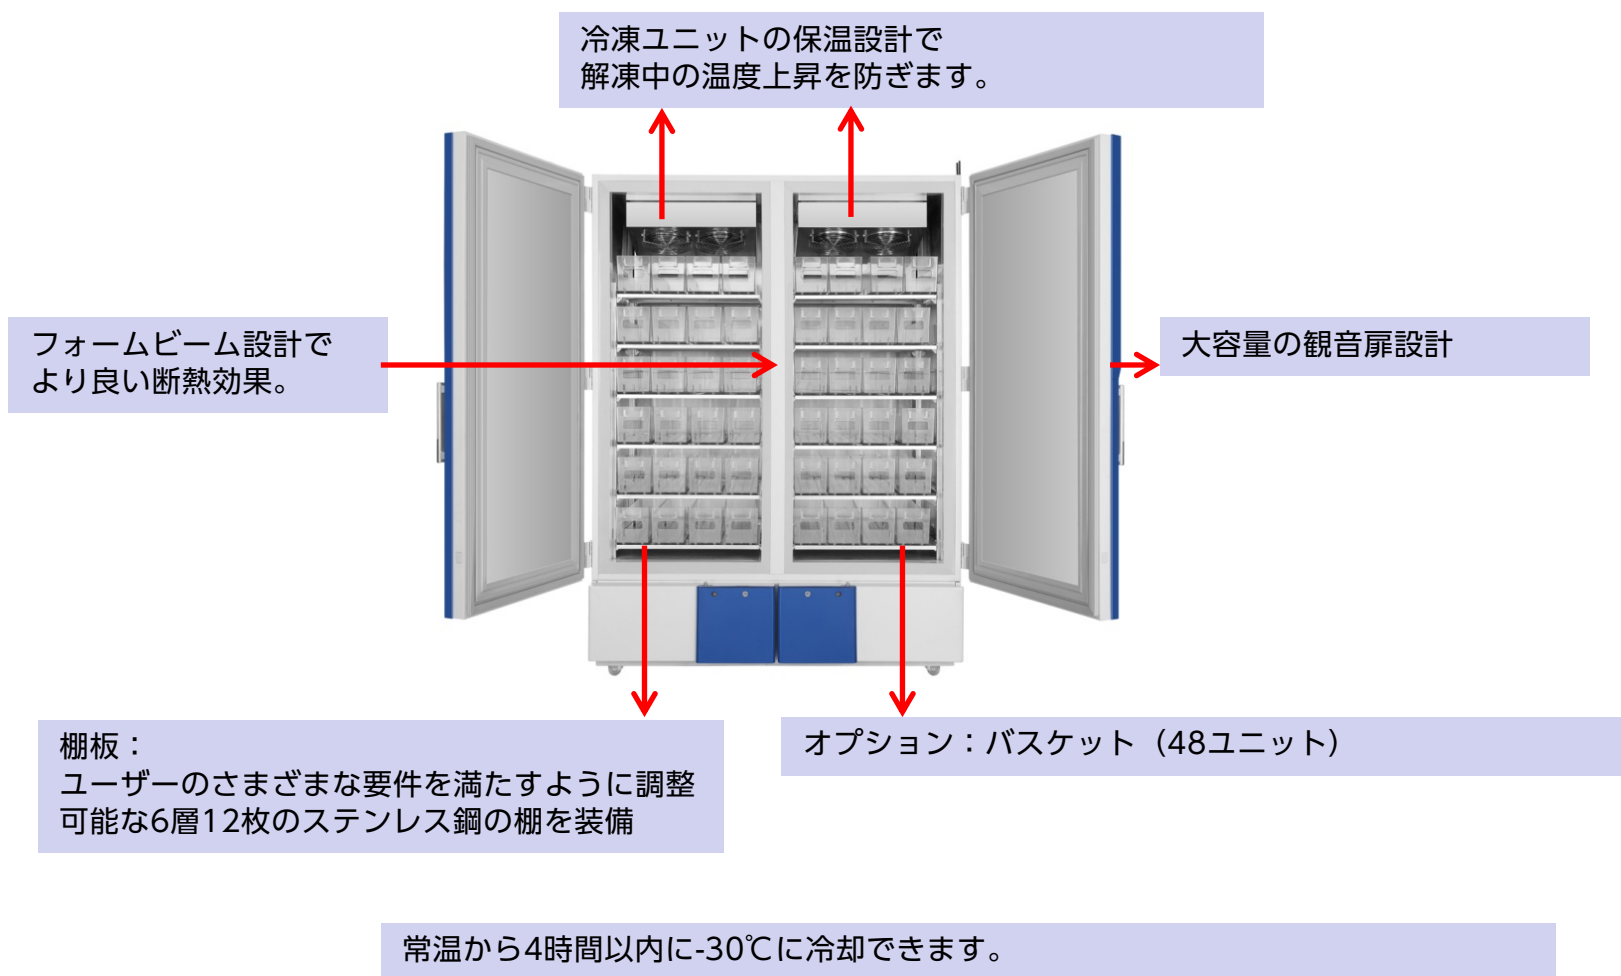 冷凍ユニットの保温設計で
解凍中の温度上昇を防ぎます。
フォームビーム設計で
より良い断熱効果。
大容量の観音扉設計
棚板：
ユーザーのさまざまな要件を満たすように調整
可能な6層12枚のステンレス鋼の棚を装備
オプション：バスケット（48ユニット）
常温から4時間以内に-30℃に冷却できます。